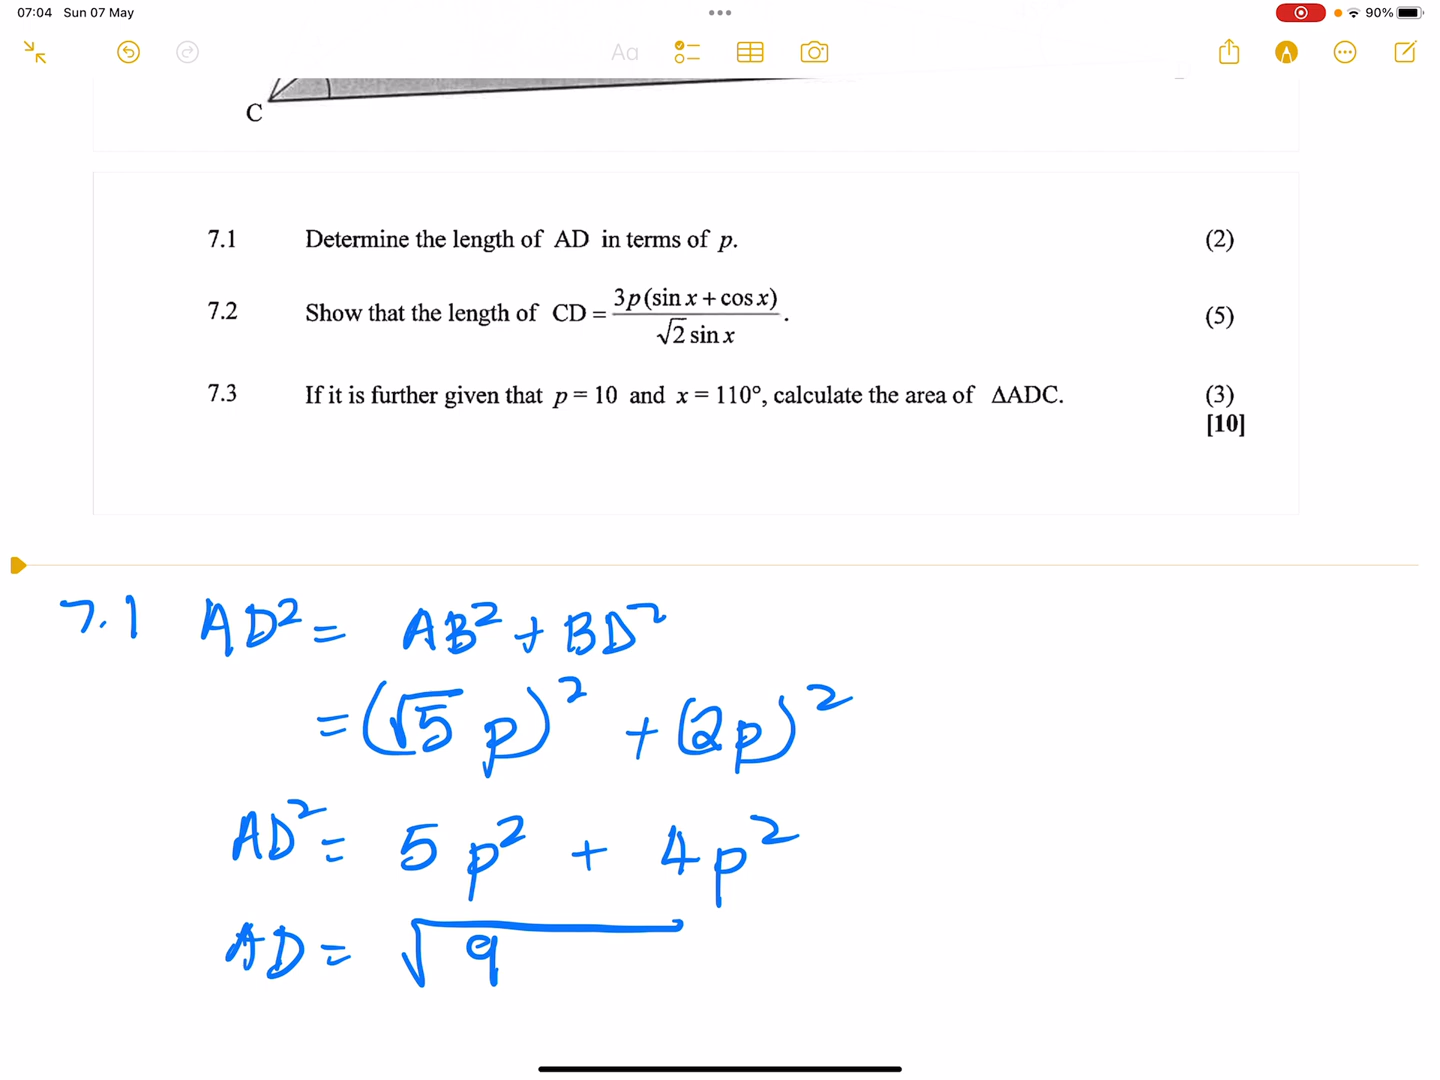 07:04 Sun 07 May
90%
Aa
C
7.1 Determine the length of AD in terms of p. (2)
7.2 Show that the length of CD = 3p(sin x + cos x) / √2 sin x . (5)
7.3 If it is further given that p = 10 and x = 110°, calculate the area of ΔADC. (3)
[10]
7.1 AD² = AB² + BD²
= (√5 p)² + (2p)²
AD² = 5p² + 4p²
AD = √9